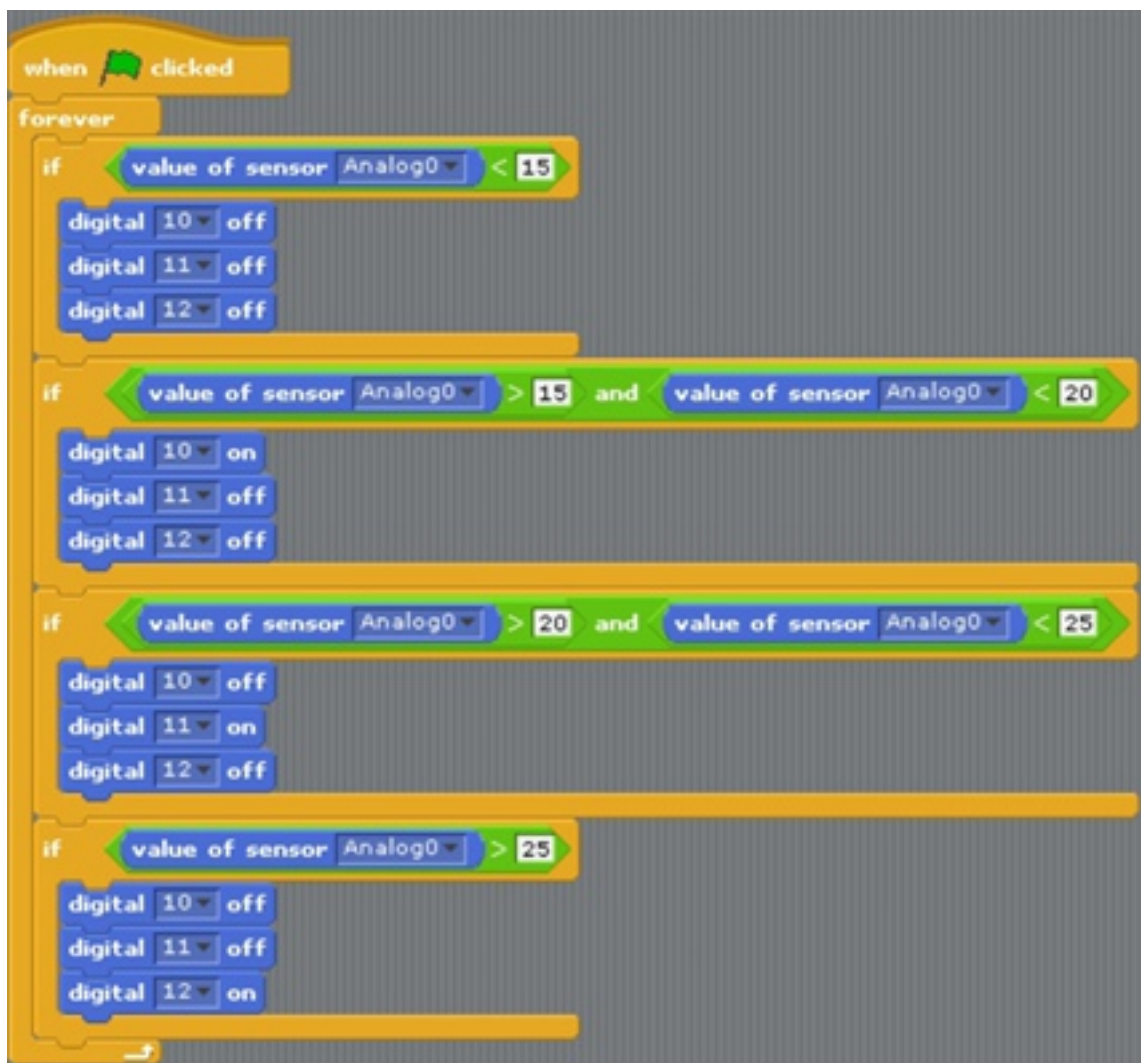 when clicked
forever
if value of sensor Analog0 < 15
digital 10 off
digital 11 off
digital 12 off
if value of sensor Analog0 > 15 and value of sensor Analog0 < 20
digital 10 on
digital 11 off
digital 12 off
if value of sensor Analog0 > 20 and value of sensor Analog0 < 25
digital 10 off
digital 11 on
digital 12 off
if value of sensor Analog0 > 25
digital 10 off
digital 11 off
digital 12 on